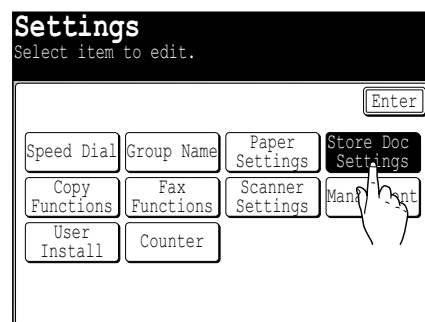 Settings
Select item to edit.
Enter
Speed Dial
Group Name
Paper
Settings
Store Doc
Settings
Copy
Functions
Fax
Functions
Scanner
Settings
User
Install
Counter